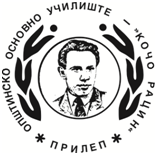 ОПШТИНСКО ОСНОВНО УЧИЛИШТЕ – "КОЧО РАЦИН"
* ПРИЛЕП *